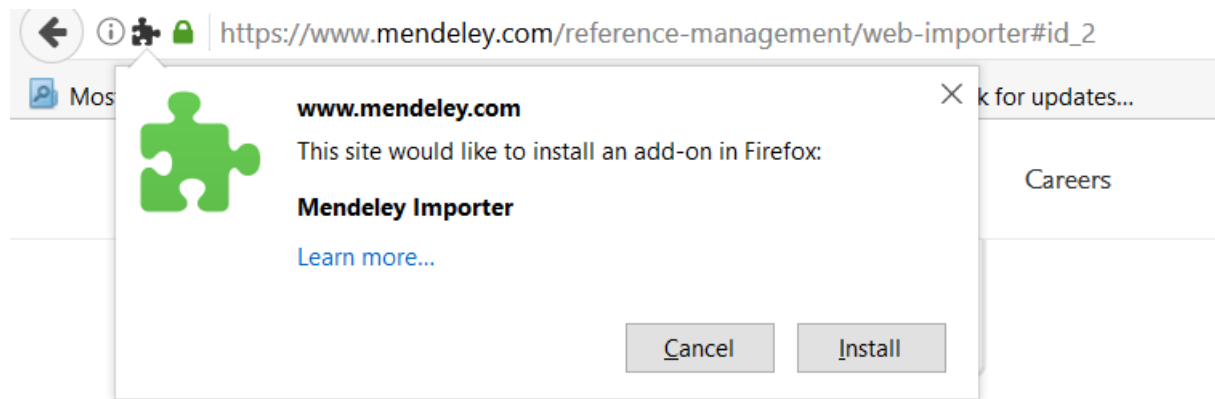 https://www.mendeley.com/reference-management/web-importer#id_2
Mos
k for updates...
www.mendeley.com
This site would like to install an add-on in Firefox:
Careers
Mendeley Importer
Learn more...
Cancel
Install